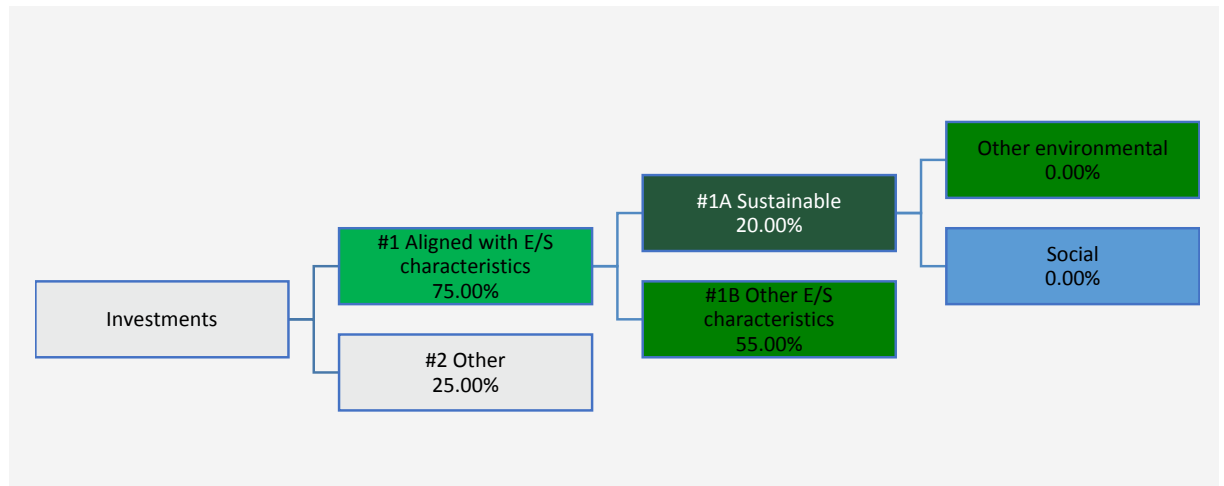 Investments
#1 Aligned with E/S
characteristics
75.00%
#2 Other
25.00%
#1A Sustainable
20.00%
#1B Other E/S
characteristics
55.00%
Other environmental
0.00%
Social
0.00%